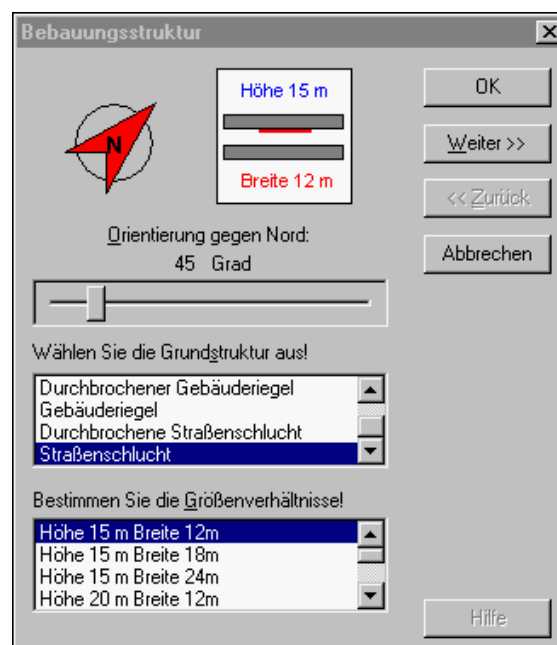 Bebauungsstruktur
N
Höhe 15 m
Breite 12 m
OK
Weiter >>
<< Zurück
Abbrechen
Orientierung gegen Nord:
45 Grad
Wählen Sie die Grundstruktur aus!
Durchbrochener Gebäuderiegel
Gebäuderiegel
Durchbrochene Straßenschlucht
Straßenschlucht
Bestimmen Sie die Größenverhältnisse!
Höhe 15 m Breite 12m
Höhe 15 m Breite 18m
Höhe 15 m Breite 24m
Höhe 20 m Breite 12m
Hilfe